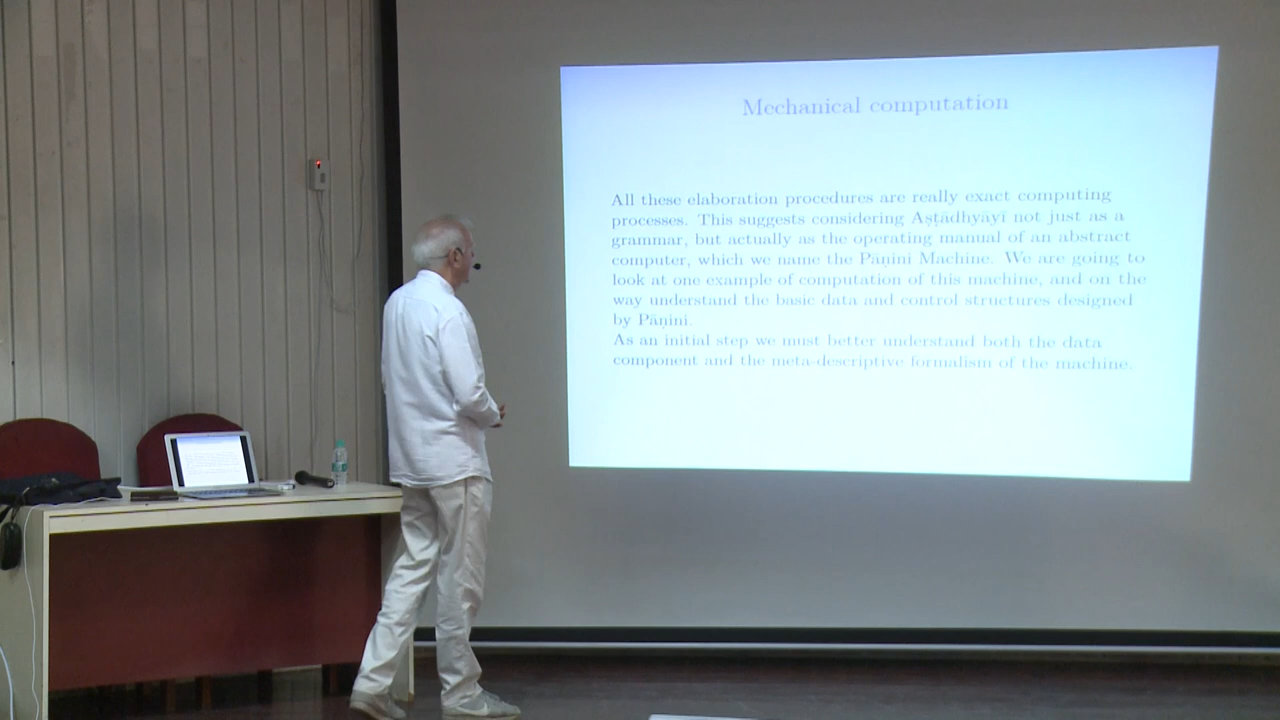 Mechanical computation
All these elaboration procedures are really exact computing
processes. This suggests considering Aṣṭādhyāyī not just as a
grammar, but actually as the operating manual of an abstract
computer, which we name the Pāṇini Machine. We are going to
look at one example of computation of this machine, and on the
way understand the basic data and control structures designed
by Pāṇini.
As an initial step we must better understand both the data
component and the meta-descriptive formalism of the machine.